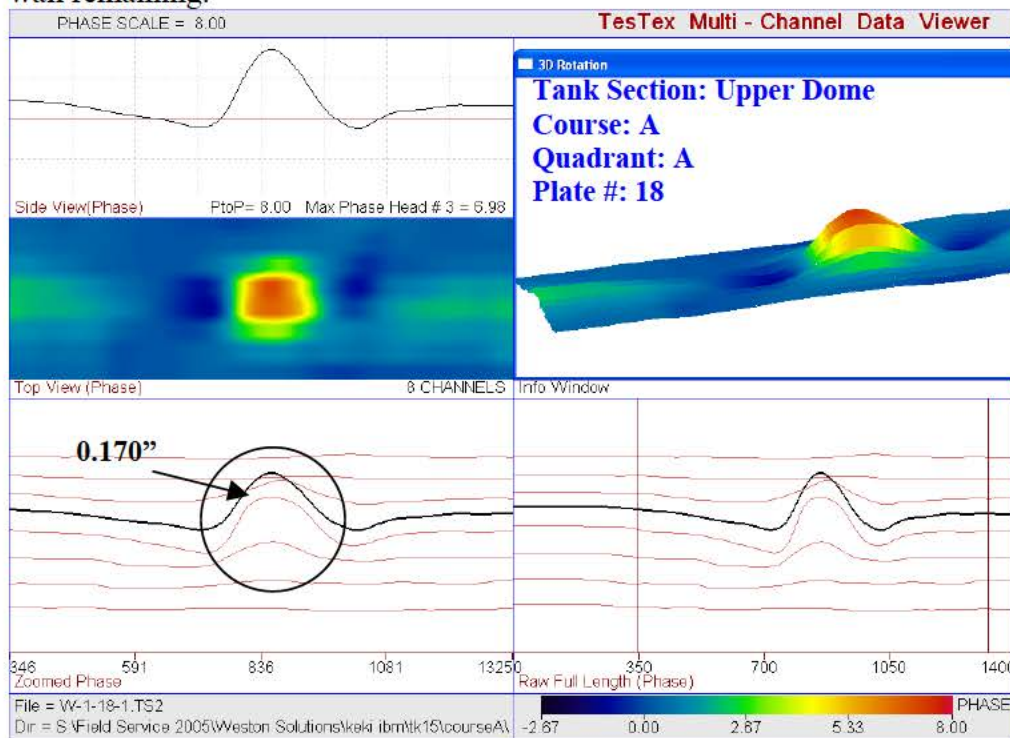 wall remaining.
PHASE SCALE = 8.00
TesTex Multi - Channel Data Viewer
3D Rotation
Tank Section: Upper Dome
Course: A
Quadrant: A
Plate #: 18
Side View(Phase) PtoP= 8.00 Max Phase Head # 3 = 6.98
Top View (Phase) 8 CHANNELS
Info Window
0.170”
346 591 836 1081 13250
Zoomed Phase
350 700 1050 1400
Raw Full Length (Phase)
File = W-1-18-1.TS2
Dir = S:\Field Service 2005\Weston Solutions\keki ibm\tk15\courseA\
PHASE
-2.67 0.00 2.67 5.33 8.00